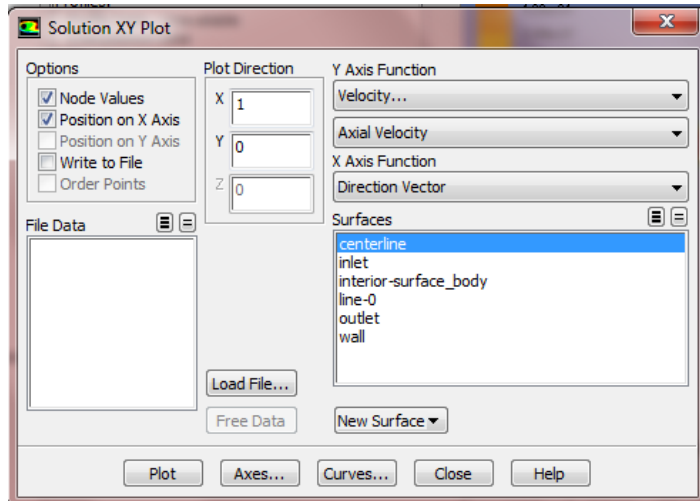 Solution XY Plot
x
Options
Node Values
Position on X Axis
Position on Y Axis
Write to File
Order Points
Plot Direction
X 1
Y 0
Z 0
Y Axis Function
Velocity...
Axial Velocity
X Axis Function
Direction Vector
File Data
Surfaces
centerline
inlet
interior-surface_body
line-0
outlet
wall
Load File...
Free Data
New Surface
Plot Axes... Curves... Close Help